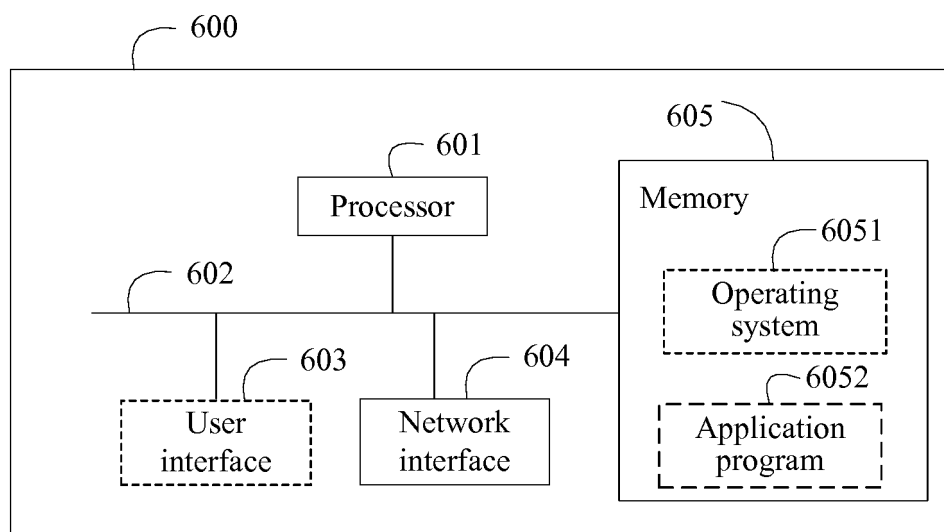 600
605
601
Processor
Memory
6051
Operating
system
602
603
604
User
interface
Network
interface
6052
Application
program